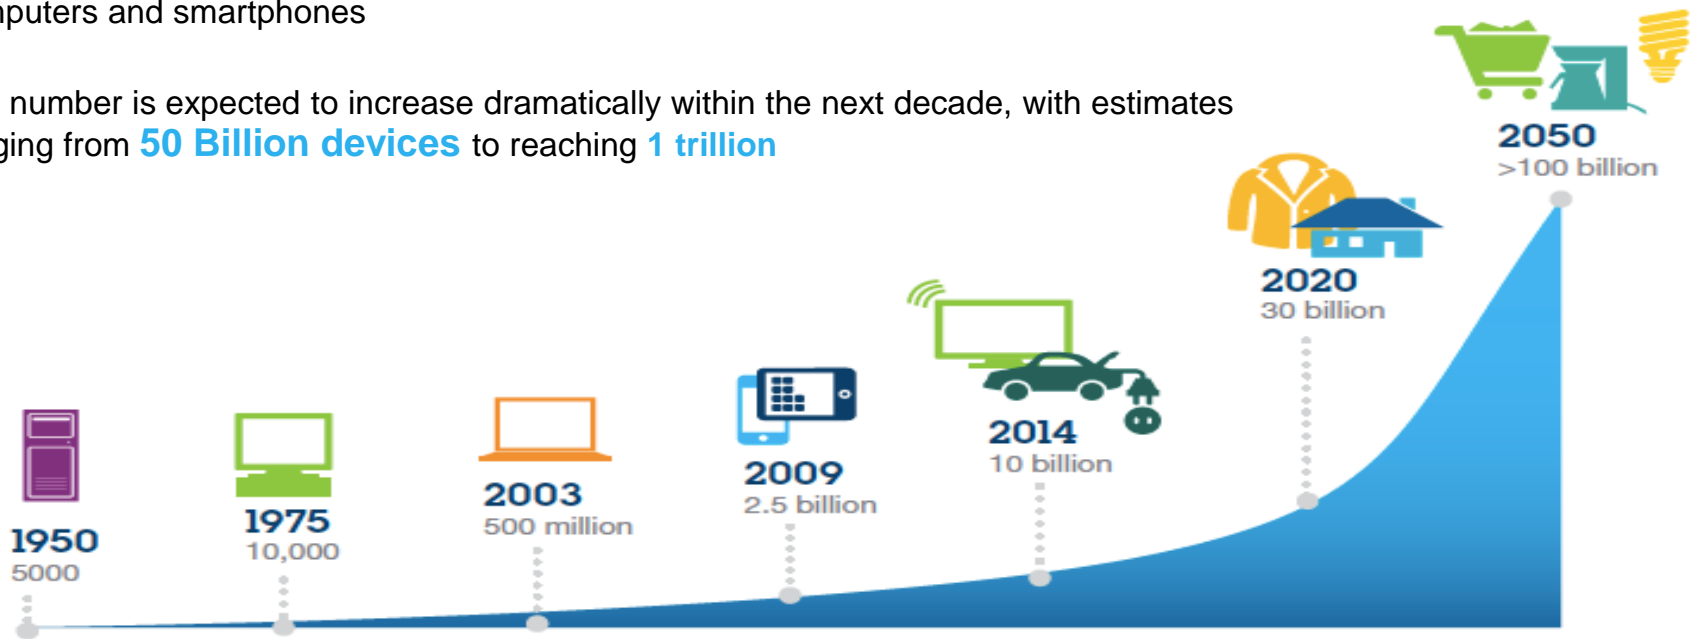 mputers and smartphones
number is expected to increase dramatically within the next decade, with estimates
ging from 50 Billion devices to reaching 1 trillion
2050
>100 billion
2020
30 billion
2014
10 billion
2009
2.5 billion
2003
500 million
1975
10,000
1950
5000